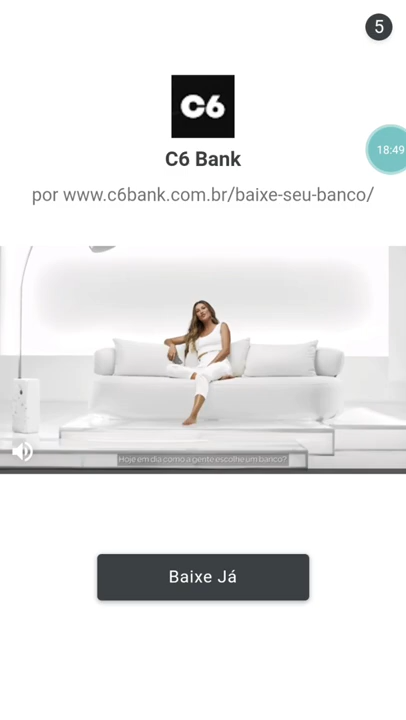 5
C6
18:49
C6 Bank
por www.c6bank.com.br/baixe-seu-banco/
Hoje em dia como a gente escolhe um banco?
Baixe Já